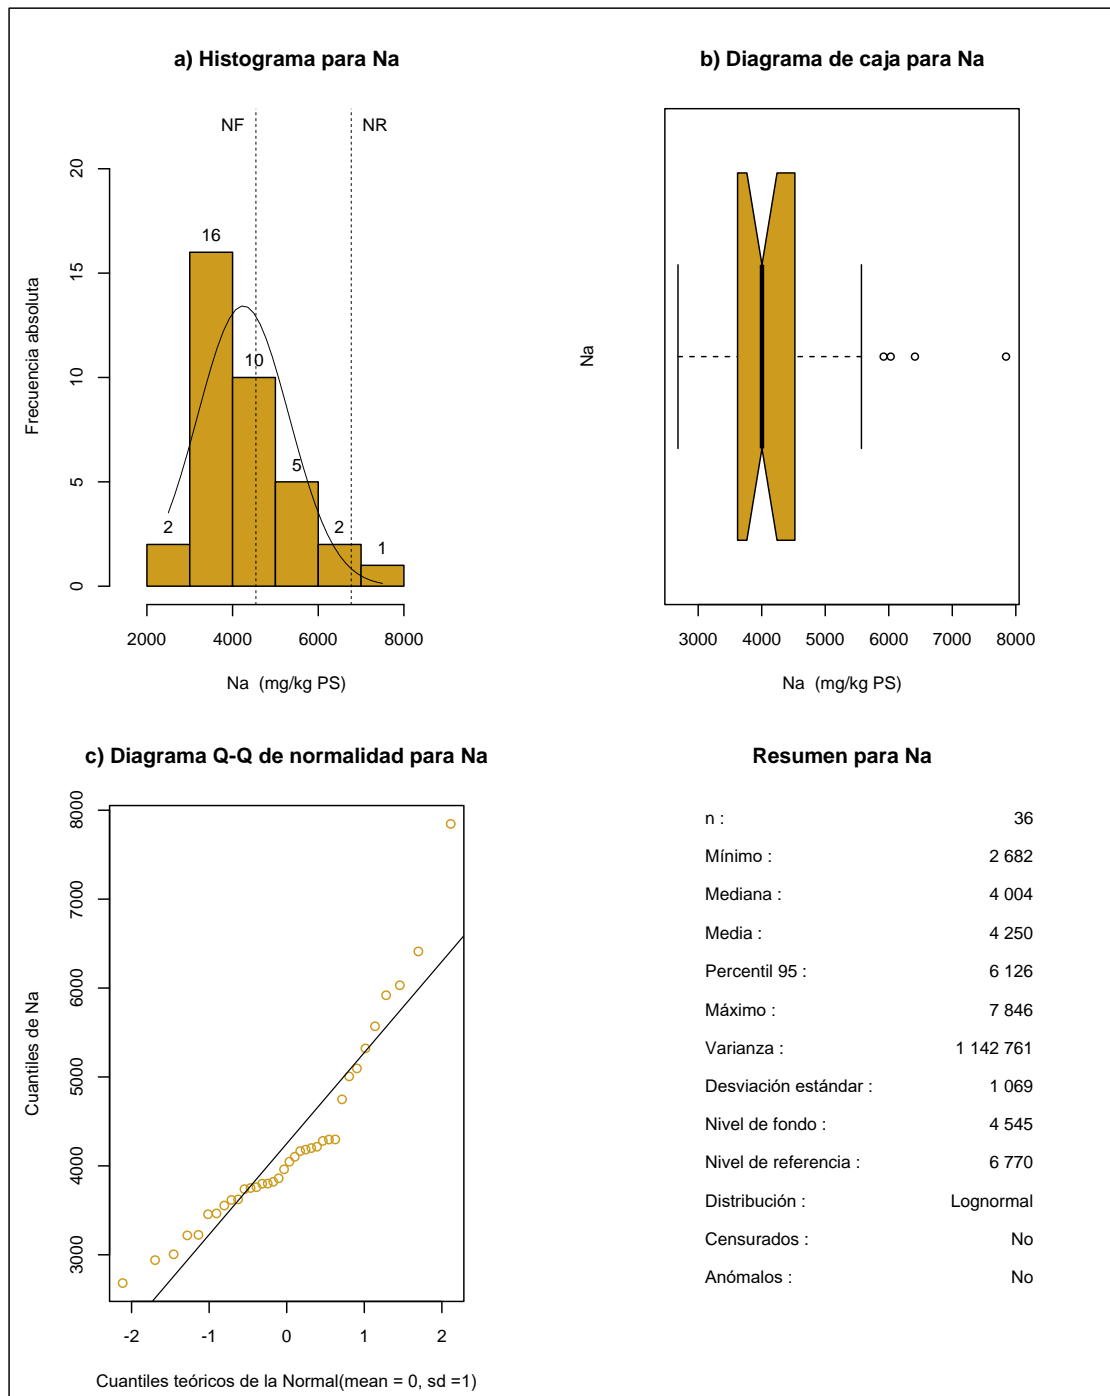 a) Histograma para Na
NF
NR
Frecuencia absoluta
20
15
10
5
0
2
16
10
5
2
1
2000 4000 6000 8000
Na (mg/kg PS)
b) Diagrama de caja para Na
Na
3000 4000 5000 6000 7000 8000
Na (mg/kg PS)
c) Diagrama Q-Q de normalidad para Na
Cuantiles de Na
8000
7000
6000
5000
4000
3000
-2 -1 0 1 2
Cuantiles teóricos de la Normal(mean = 0, sd =1)
Resumen para Na
n : 36
Mínimo : 2 682
Mediana : 4 004
Media : 4 250
Percentil 95 : 6 126
Máximo : 7 846
Varianza : 1 142 761
Desviación estándar : 1 069
Nivel de fondo : 4 545
Nivel de referencia : 6 770
Distribución : Lognormal
Censurados : No
Anómalos : No